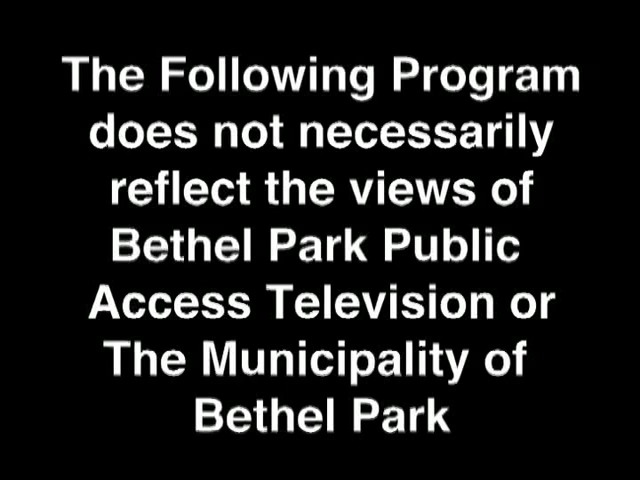 The Following Program
does not necessarily
reflect the views of
Bethel Park Public
Access Television or
The Municipality of
Bethel Park